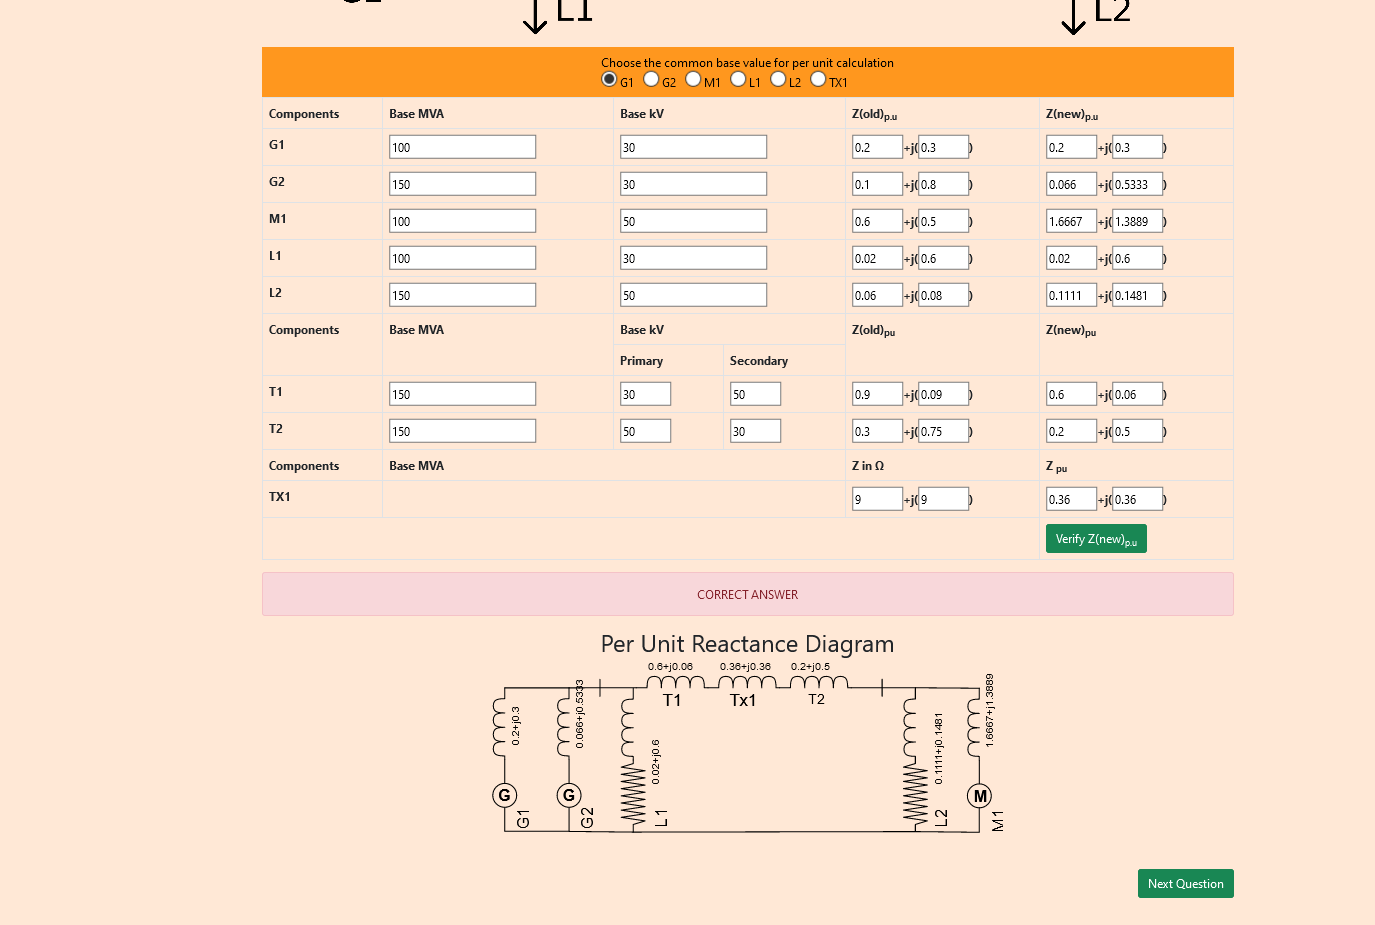 L1
L2
Choose the common base value for per unit calculation
G1 G2 M1 L1 L2 TX1
Components Base MVA Base kV Z(old)p.u Z(new)p.u
G1 100 30 0.2 +j( 0.3 ) 0.2 +j( 0.3 )
G2 150 30 0.1 +j( 0.8 ) 0.066 +j( 0.5333 )
M1 100 50 0.6 +j( 0.5 ) 1.6667 +j( 1.3889 )
L1 100 30 0.02 +j( 0.6 ) 0.02 +j( 0.6 )
L2 150 50 0.06 +j( 0.08 ) 0.1111 +j( 0.1481 )
Components Base MVA Base kV Z(old)pu Z(new)pu
Primary Secondary
T1 150 30 50 0.9 +j( 0.09 ) 0.6 +j( 0.06 )
T2 150 50 30 0.3 +j( 0.75 ) 0.2 +j( 0.5 )
Components Base MVA Z in Ω Z pu
TX1 9 +j( 9 ) 0.36 +j( 0.36 )
Verify Z(new)p.u
CORRECT ANSWER
Per Unit Reactance Diagram
0.6+j0.06 0.36+j0.36 0.2+j0.5
T1 Tx1 T2
0.2+j0.3
0.066+j0.5333
0.02+j0.6
0.1111+j0.1481
1.6667+j1.3889
G G M
G1 G2 L1 L2 M1
Next Question